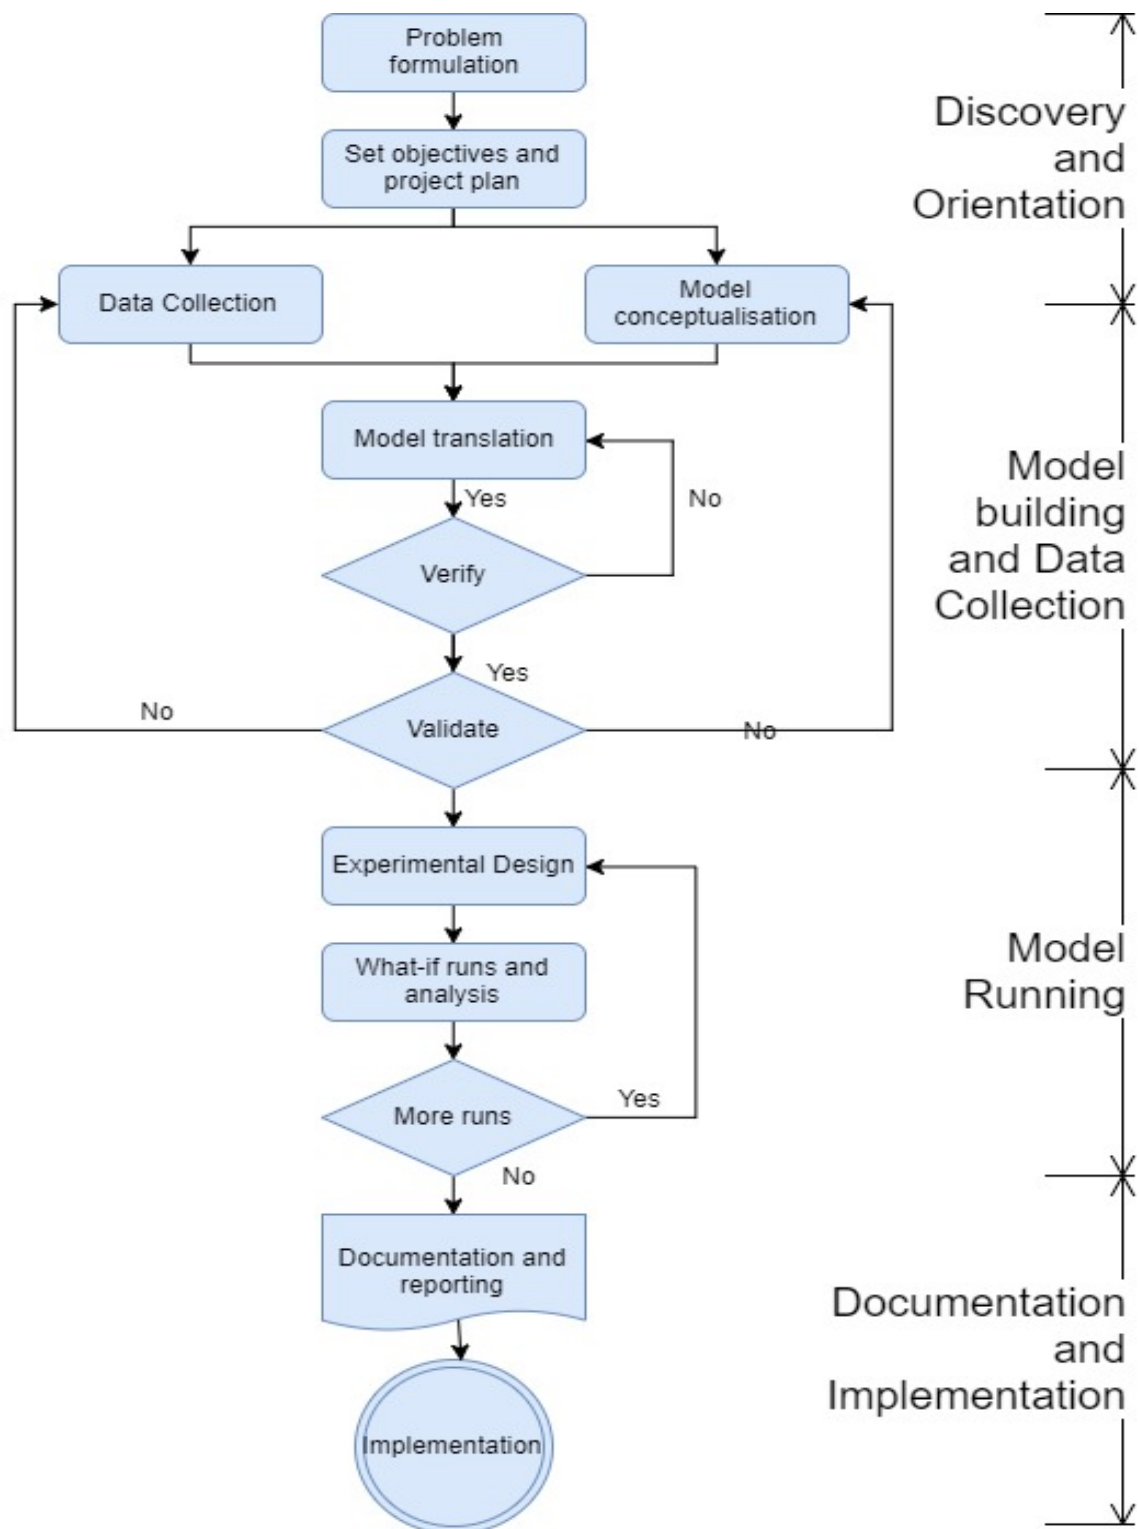 Problem
formulation
Set objectives and
project plan
Data Collection
Model
conceptualisation
Model translation
Yes
No
Verify
Yes
No
Validate
No
Experimental Design
What-if runs and
analysis
More runs
Yes
No
Documentation and
reporting
Implementation
Discovery
and
Orientation
Model
building
and Data
Collection
Model
Running
Documentation
and
Implementation